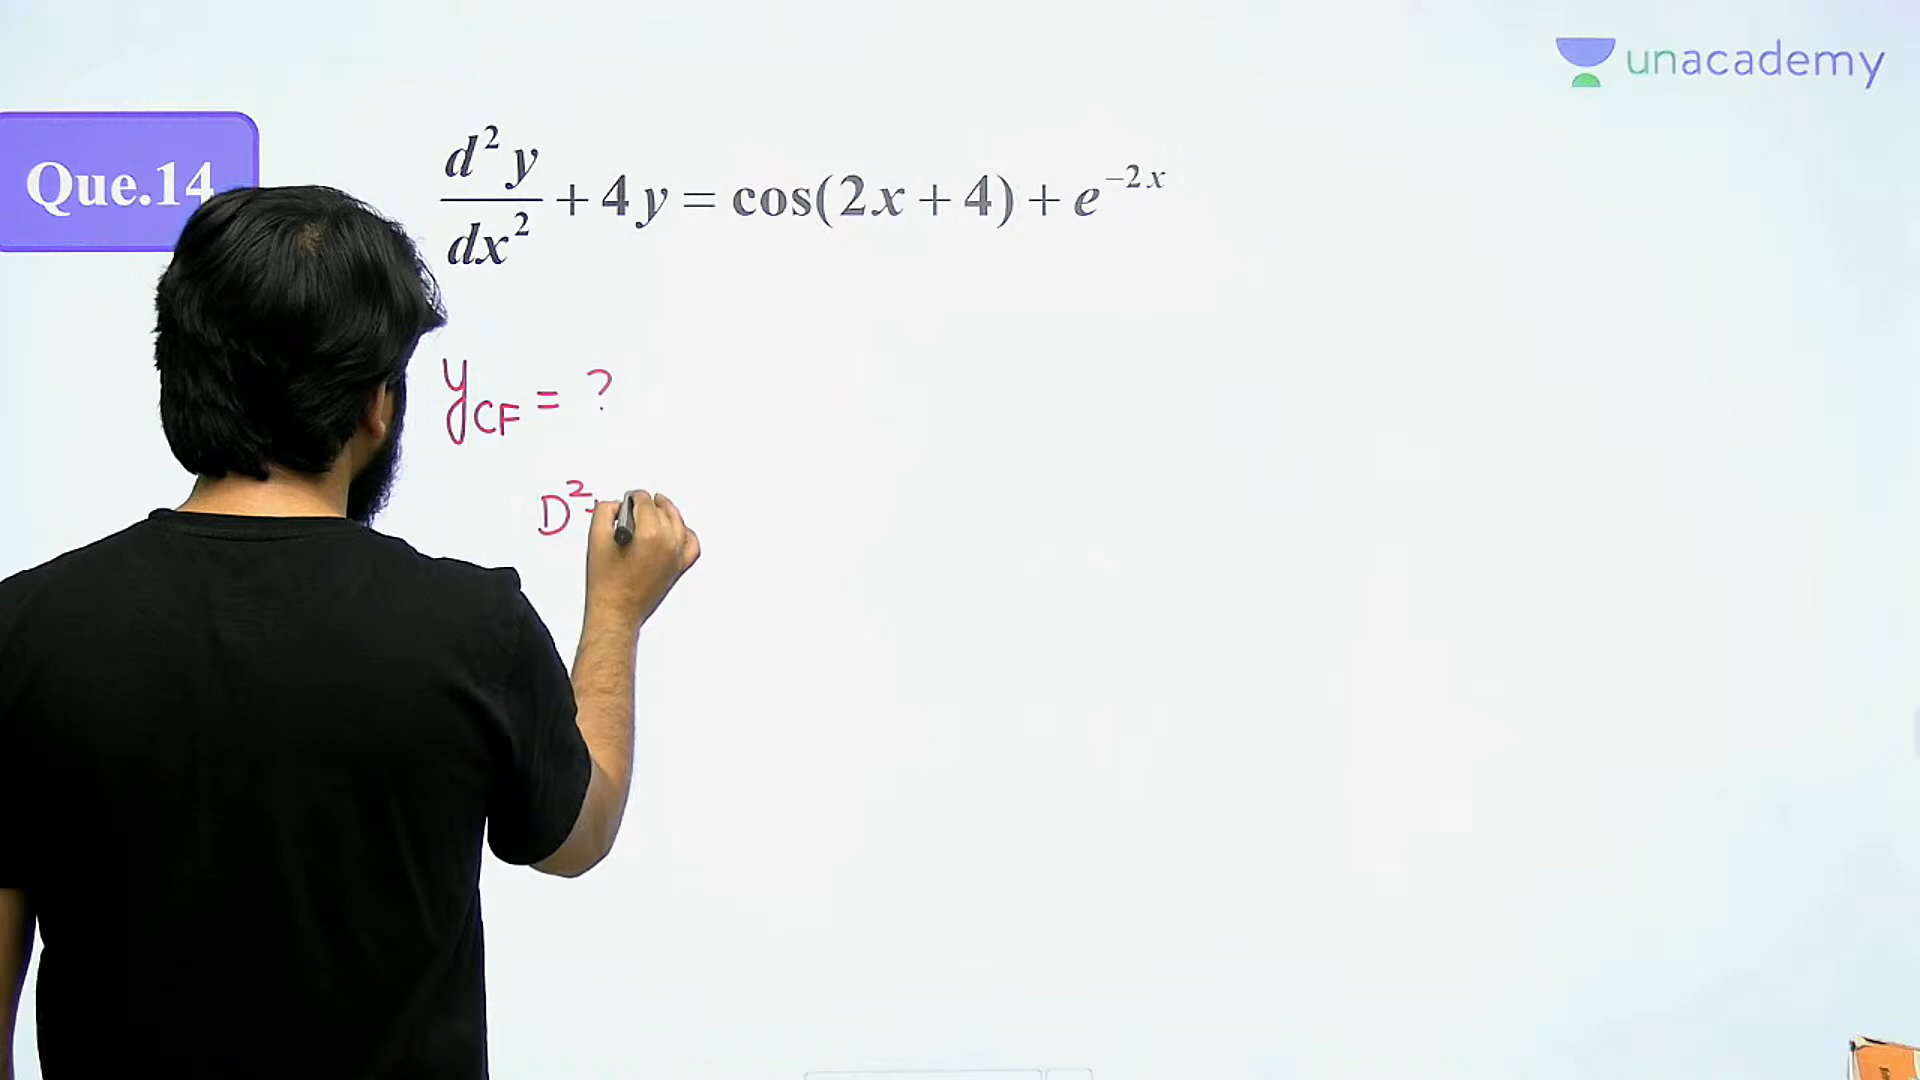 unacademy
Que.14
d²y/dx² + 4y = cos(2x + 4) + e^(-2x)
y_CF = ?
D² +